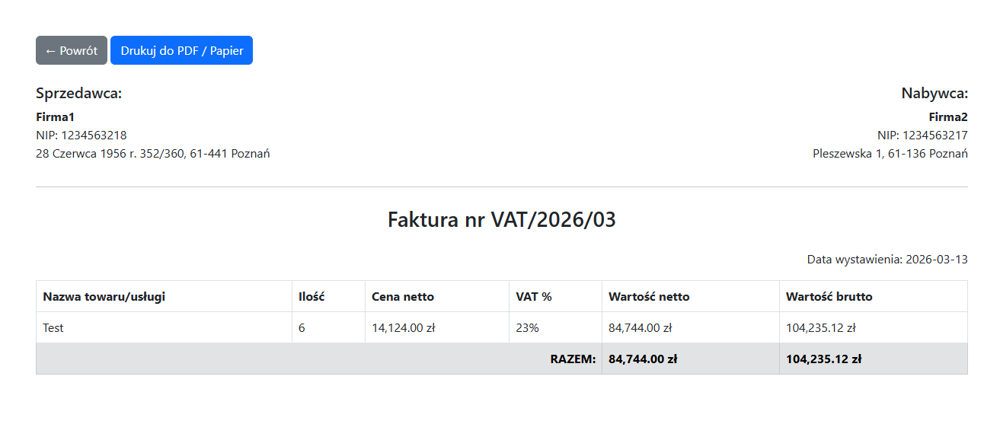 ← Powrót
Drukuj do PDF / Papier
Sprzedawca:
Firma1
NIP: 1234563218
28 Czerwca 1956 r. 352/360, 61-441 Poznań
Nabywca:
Firma2
NIP: 1234563217
Pleszewska 1, 61-136 Poznań
Faktura nr VAT/2026/03
Data wystawienia: 2026-03-13
Nazwa towaru/usługi Ilość Cena netto VAT % Wartość netto Wartość brutto
Test 6 14,124.00 zł 23% 84,744.00 zł 104,235.12 zł
RAZEM: 84,744.00 zł 104,235.12 zł